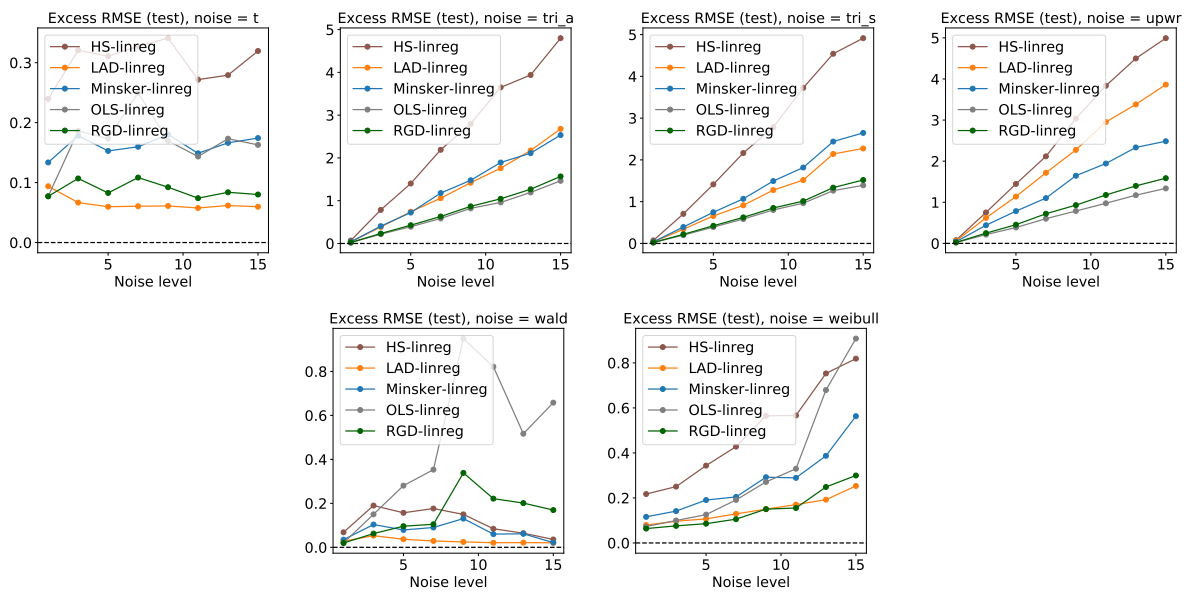 Excess RMSE (test), noise = t
HS-linreg
LAD-linreg
Minsker-linreg
OLS-linreg
RGD-linreg
0.3
0.2
0.1
0.0
5 10 15
Noise level
Excess RMSE (test), noise = tri_a
HS-linreg
LAD-linreg
Minsker-linreg
OLS-linreg
RGD-linreg
5
4
3
2
1
0
5 10 15
Noise level
Excess RMSE (test), noise = tri_s
HS-linreg
LAD-linreg
Minsker-linreg
OLS-linreg
RGD-linreg
5
4
3
2
1
0
5 10 15
Noise level
Excess RMSE (test), noise = upwr
HS-linreg
LAD-linreg
Minsker-linreg
OLS-linreg
RGD-linreg
5
4
3
2
1
0
5 10 15
Noise level
Excess RMSE (test), noise = wald
HS-linreg
LAD-linreg
Minsker-linreg
OLS-linreg
RGD-linreg
0.8
0.6
0.4
0.2
0.0
5 10 15
Noise level
Excess RMSE (test), noise = weibull
HS-linreg
LAD-linreg
Minsker-linreg
OLS-linreg
RGD-linreg
0.8
0.6
0.4
0.2
0.0
5 10 15
Noise level